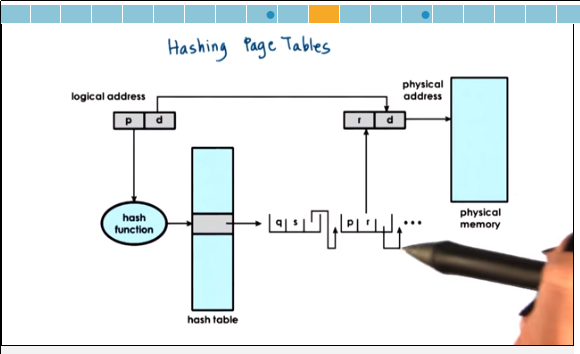 Hashing Page Tables
logical address
physical
address
p d
r d
hash
function
q s
p r
...
physical
memory
hash table